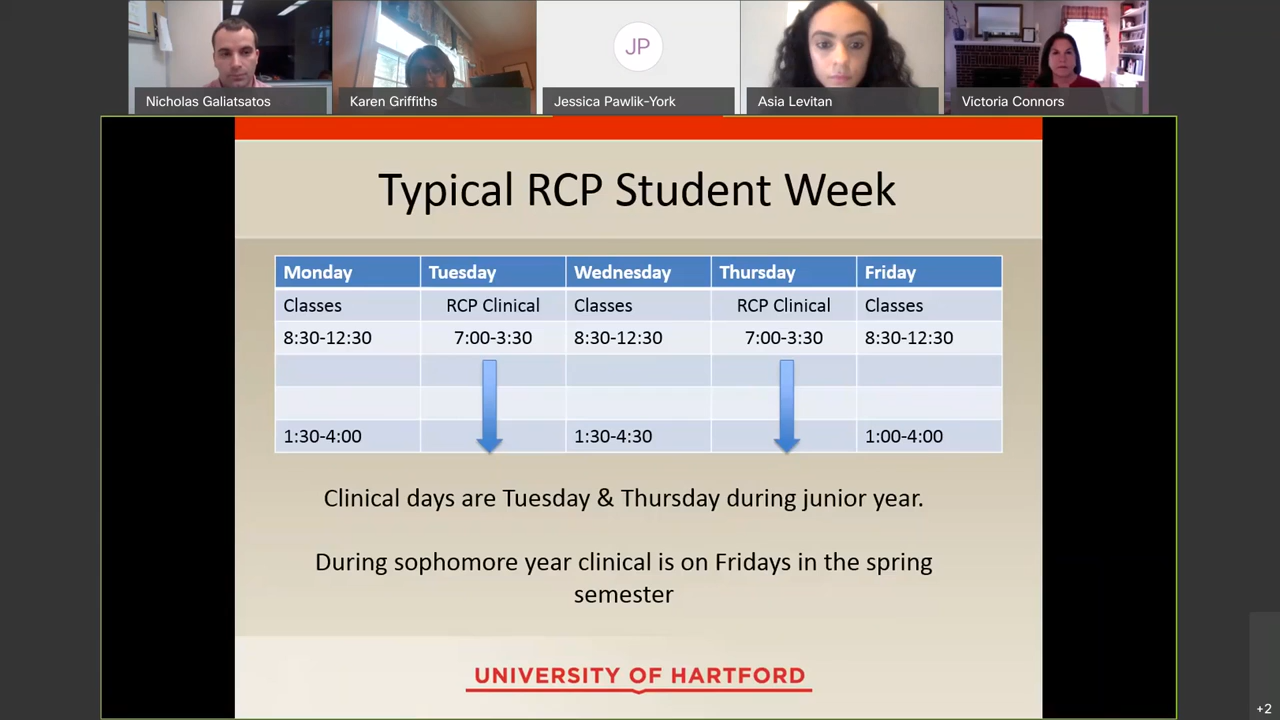 Nicholas Galiatsatos
Karen Griffiths
JP
Jessica Pawlik-York
Asia Levitan
Victoria Connors
Typical RCP Student Week
Monday Tuesday Wednesday Thursday Friday
Classes RCP Clinical Classes RCP Clinical Classes
8:30-12:30 7:00-3:30 8:30-12:30 7:00-3:30 8:30-12:30
1:30-4:00 1:30-4:30 1:00-4:00
Clinical days are Tuesday & Thursday during junior year.
During sophomore year clinical is on Fridays in the spring
semester
UNIVERSITY OF HARTFORD
+2